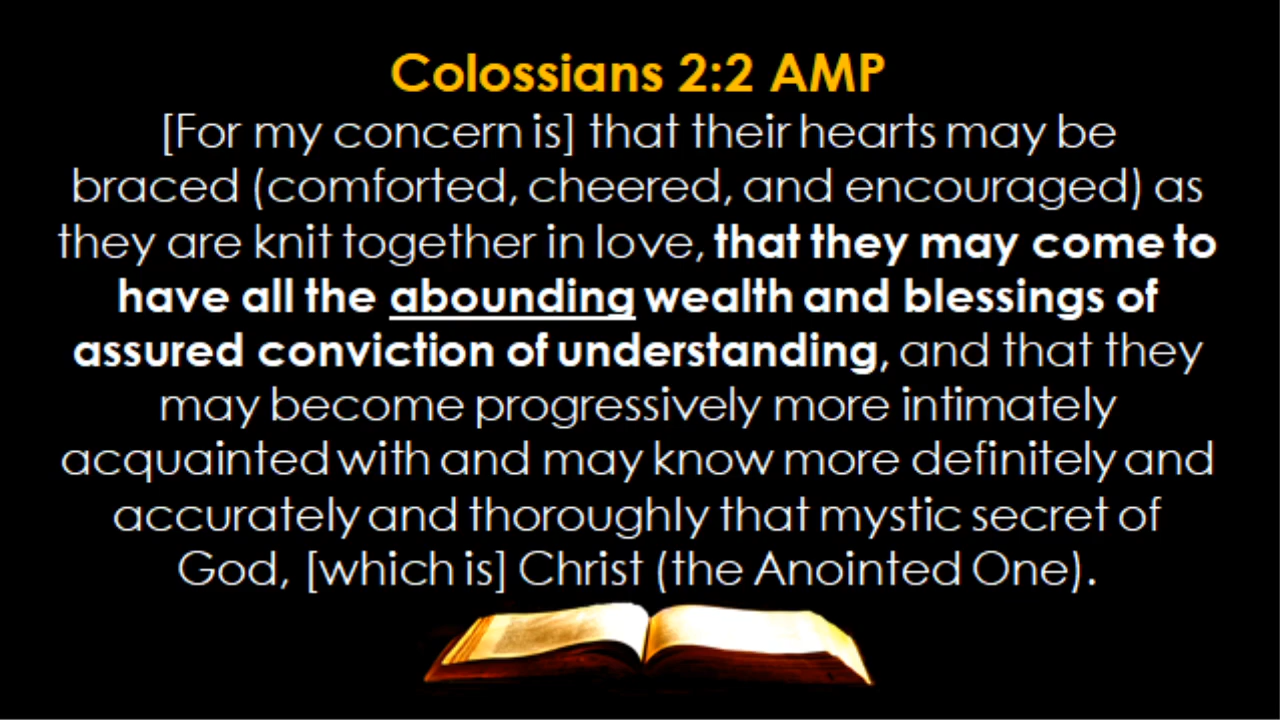 Colossians 2:2 AMP
[For my concern is] that their hearts may be
braced (comforted, cheered, and encouraged) as
they are knit together in love, that they may come to
have all the abounding wealth and blessings of
assured conviction of understanding, and that they
may become progressively more intimately
acquainted with and may know more definitely and
accurately and thoroughly that mystic secret of
God, [which is] Christ (the Anointed One).